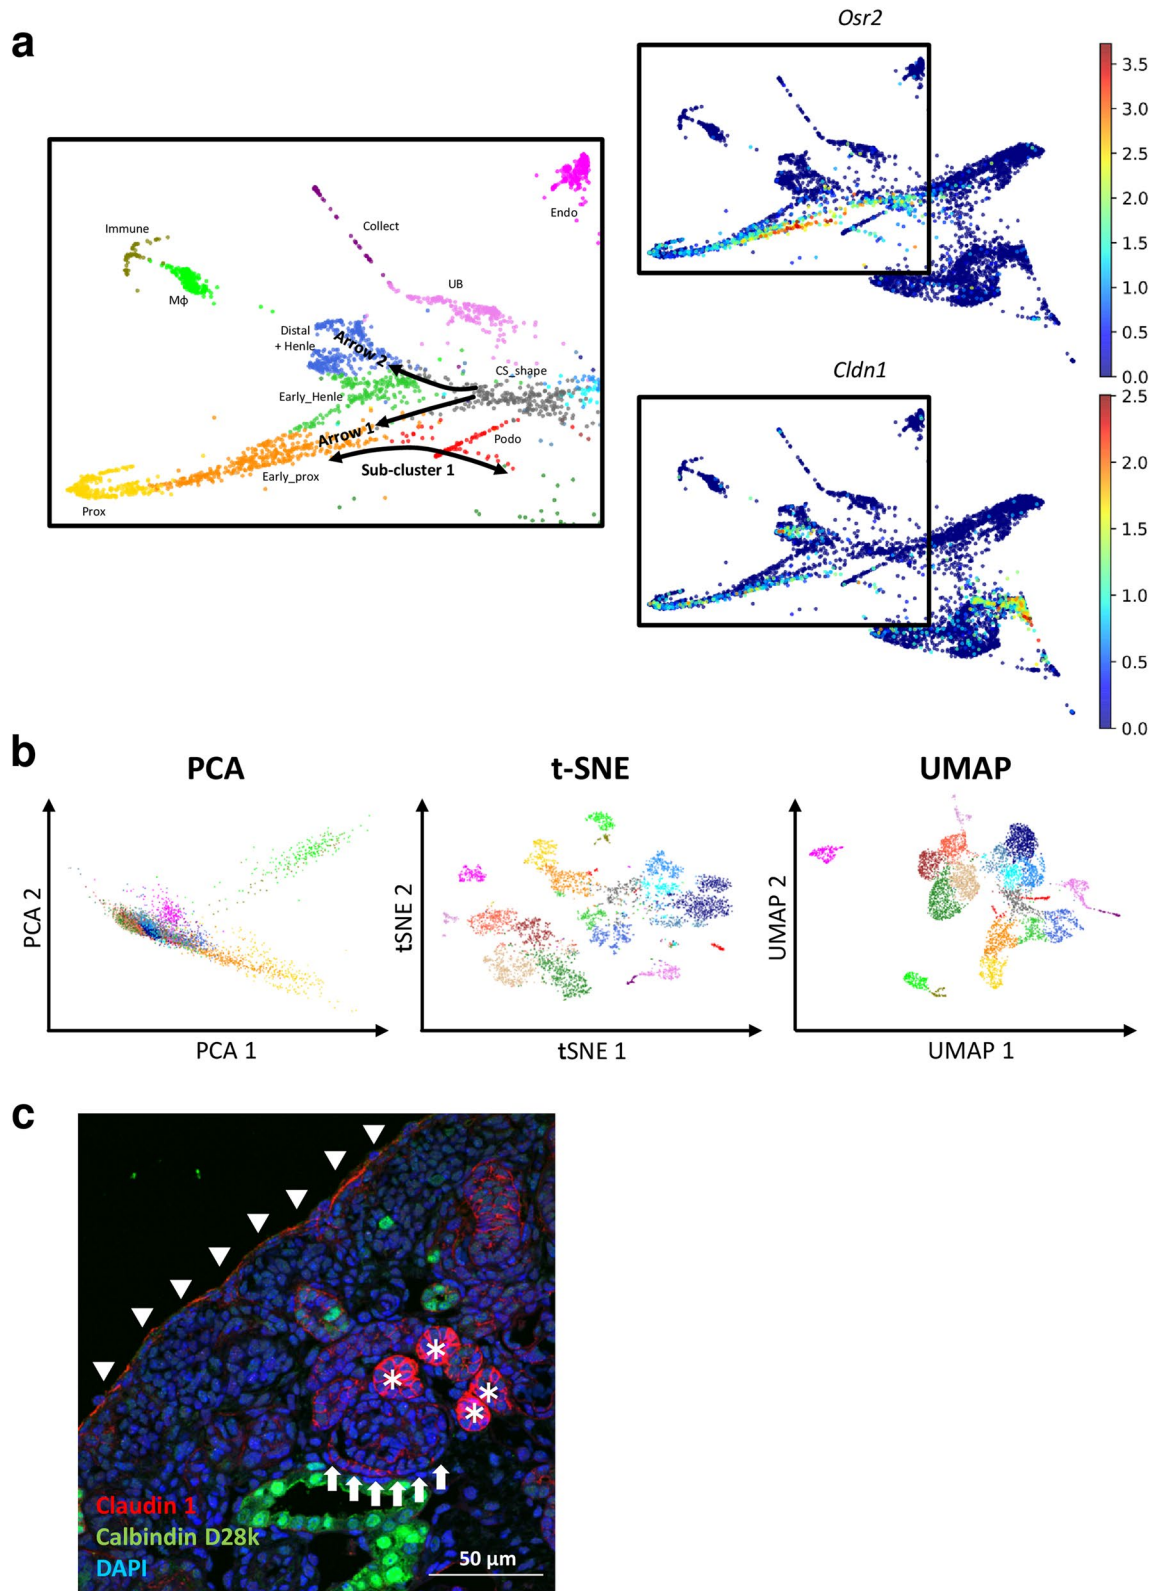 a
Osr2
3.5
3.0
2.5
2.0
1.5
1.0
0.5
0.0
Immune
Mϕ
Collect
Endo
UB
Distal
+ Henle
Arrow 2
CS_shape
Early_Henle
Arrow 1
Podo
Sub-cluster 1
Early_prox
Prox
Cldn1
2.5
2.0
1.5
1.0
0.5
0.0
b
PCA
t-SNE
UMAP
PCA 2
tSNE 2
UMAP 2
PCA 1
tSNE 1
UMAP 1
c
* 
*
*
*
Claudin 1
Calbindin D28k
DAPI
50 µm